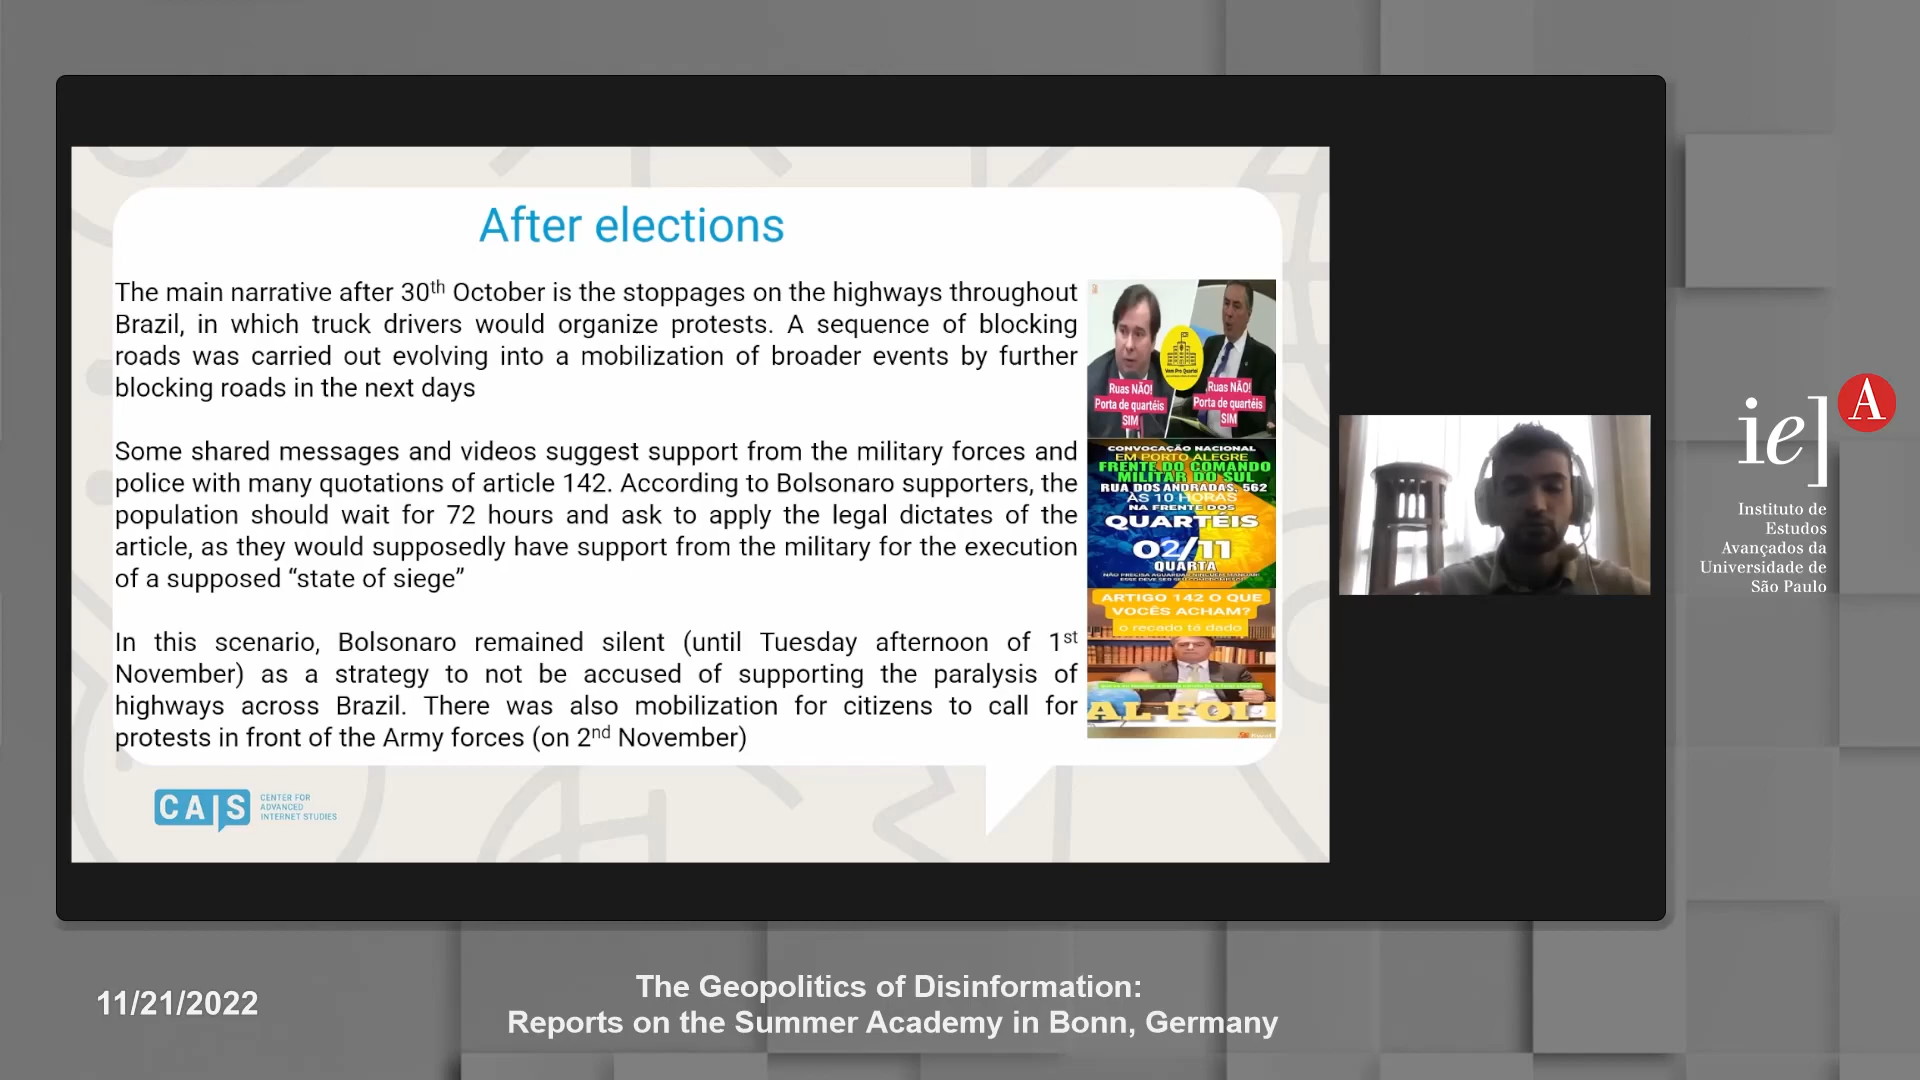 After elections
The main narrative after 30th October is the stoppages on the highways throughout
Brazil, in which truck drivers would organize protests. A sequence of blocking
roads was carried out evolving into a mobilization of broader events by further
blocking roads in the next days
Some shared messages and videos suggest support from the military forces and
police with many quotations of article 142. According to Bolsonaro supporters, the
population should wait for 72 hours and ask to apply the legal dictates of the
article, as they would supposedly have support from the military for the execution
of a supposed “state of siege”
In this scenario, Bolsonaro remained silent (until Tuesday afternoon of 1st
November) as a strategy to not be accused of supporting the paralysis of
highways across Brazil. There was also mobilization for citizens to call for
protests in front of the Army forces (on 2nd November)
Vem Pro Quartel
Ruas NÃO!
Porta de quartéis
SIM
Ruas NÃO!
Porta de quartéis
SIM
CONVOCAÇÃO NACIONAL
EM PORTO ALEGRE
FRENTE DO COMANDO
MILITAR DO SUL
RUA DOS ANDRADAS, 562
ÀS 10 HORAS
NA FRENTE DOS
QUARTÉIS
02/11
QUARTA
ARTIGO 142 O QUE
VOCÊS ACHAM?
o recado tá dado
CAIS
CENTER FOR
ADVANCED
INTERNET STUDIES
iea
A
Instituto de
Estudos
Avançados da
Universidade de
São Paulo
11/21/2022
The Geopolitics of Disinformation:
Reports on the Summer Academy in Bonn, Germany